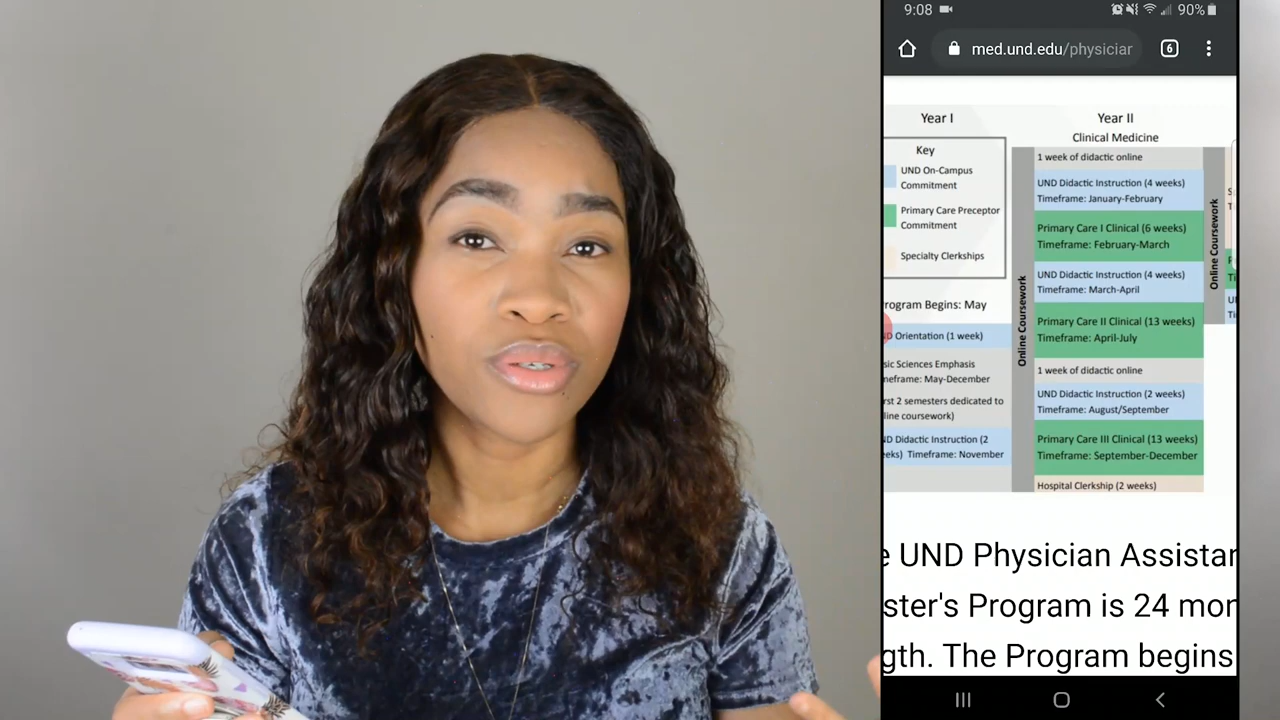 9:08
90%
med.und.edu/physiciar
6
Year I
Year II
Clinical Medicine
Key
UND On-Campus
Commitment
Primary Care Preceptor
Commitment
Specialty Clerkships
rogram Begins: May
D Orientation (1 week)
sic Sciences Emphasis
neframe: May-December
rst 2 semesters dedicated to
line coursework)
ND Didactic Instruction (2
eeks) Timeframe: November
Online Coursework
1 week of didactic online
UND Didactic Instruction (4 weeks)
Timeframe: January-February
Primary Care I Clinical (6 weeks)
Timeframe: February-March
UND Didactic Instruction (4 weeks)
Timeframe: March-April
Primary Care II Clinical (13 weeks)
Timeframe: April-July
1 week of didactic online
UND Didactic Instruction (2 weeks)
Timeframe: August/September
Primary Care III Clinical (13 weeks)
Timeframe: September-December
Hospital Clerkship (2 weeks)
Online Coursework
e UND Physician Assistar
ster's Program is 24 mor
gth. The Program begins